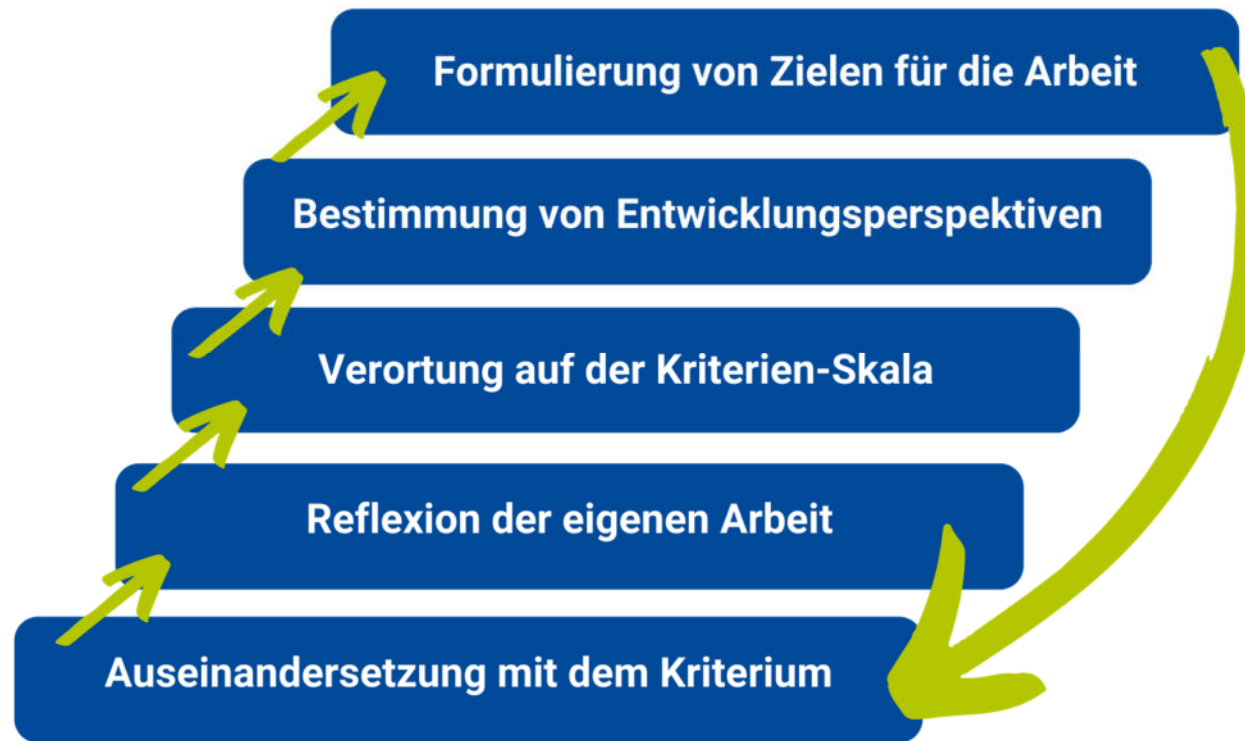 Formulierung von Zielen für die Arbeit
Bestimmung von Entwicklungsperspektiven
Verortung auf der Kriterien-Skala
Reflexion der eigenen Arbeit
Auseinandersetzung mit dem Kriterium